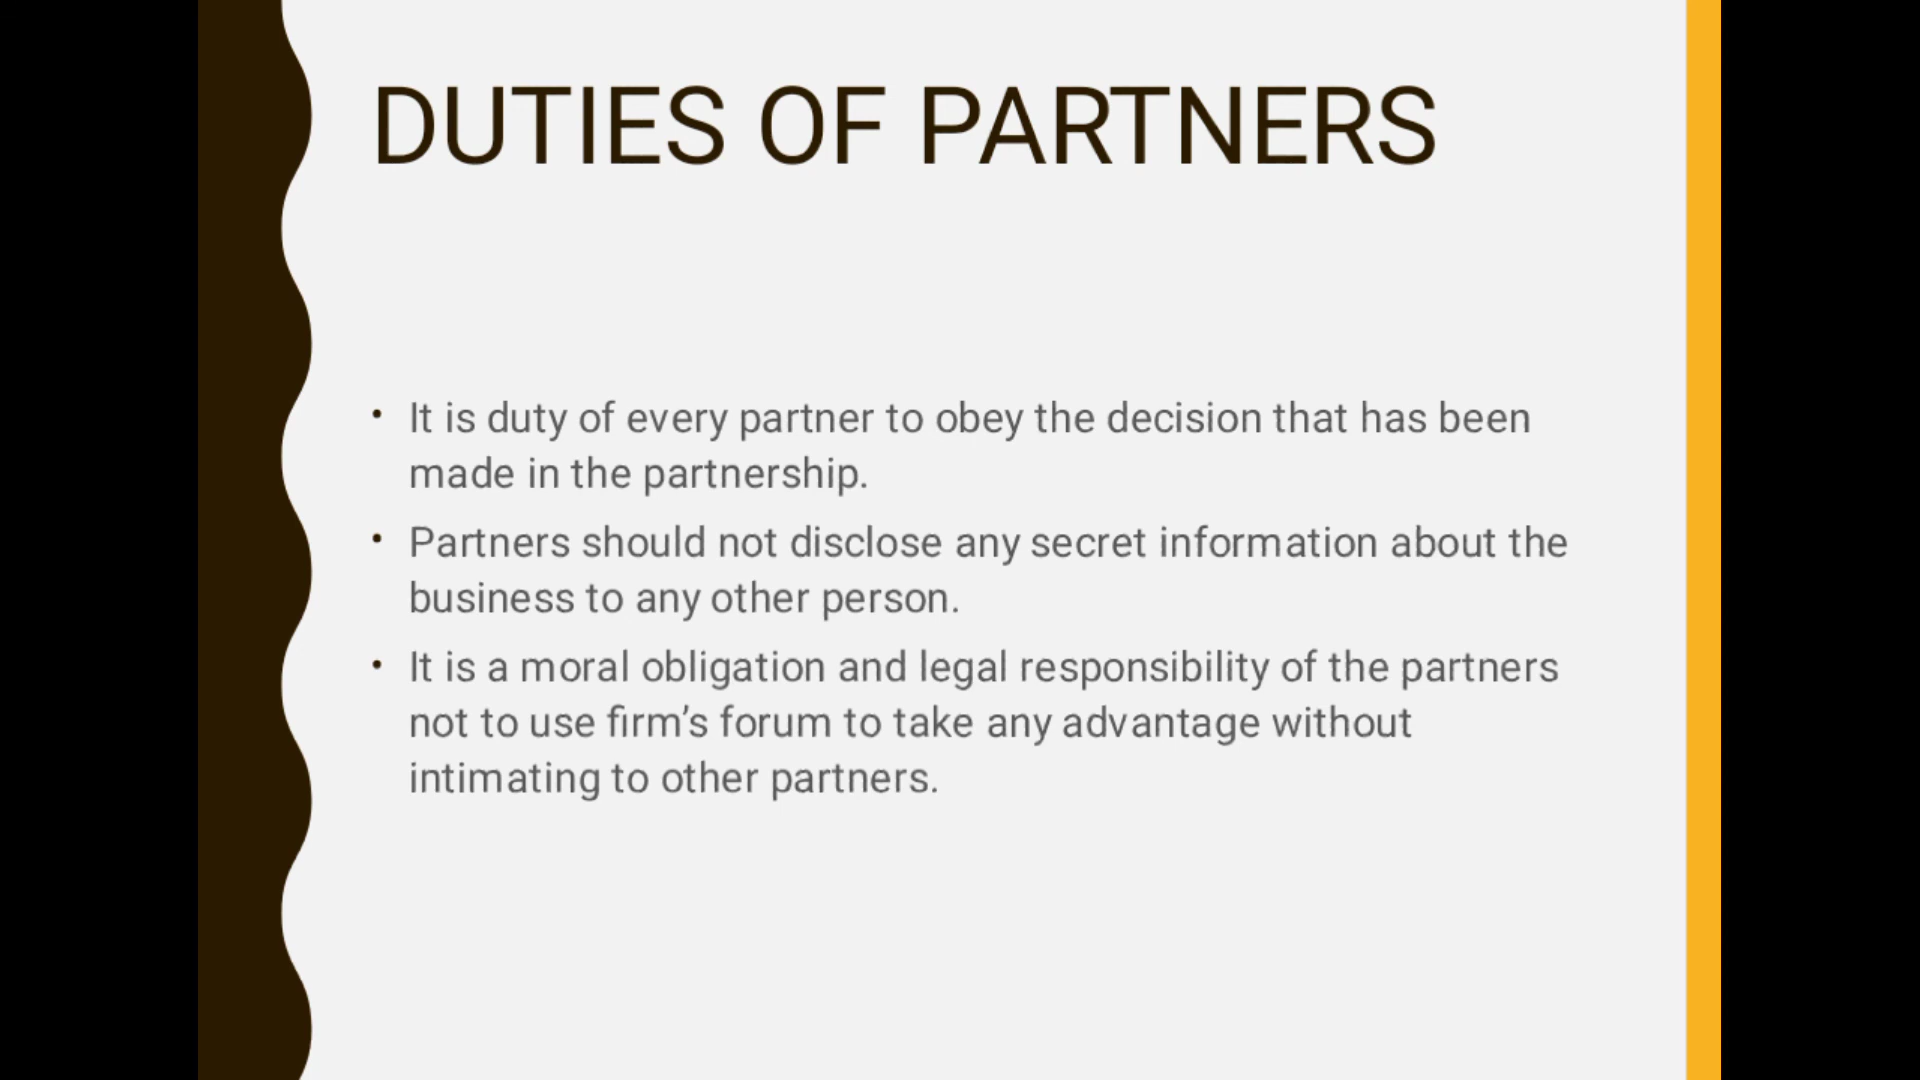 DUTIES OF PARTNERS
• It is duty of every partner to obey the decision that has been
made in the partnership.
• Partners should not disclose any secret information about the
business to any other person.
• It is a moral obligation and legal responsibility of the partners
not to use firm’s forum to take any advantage without
intimating to other partners.